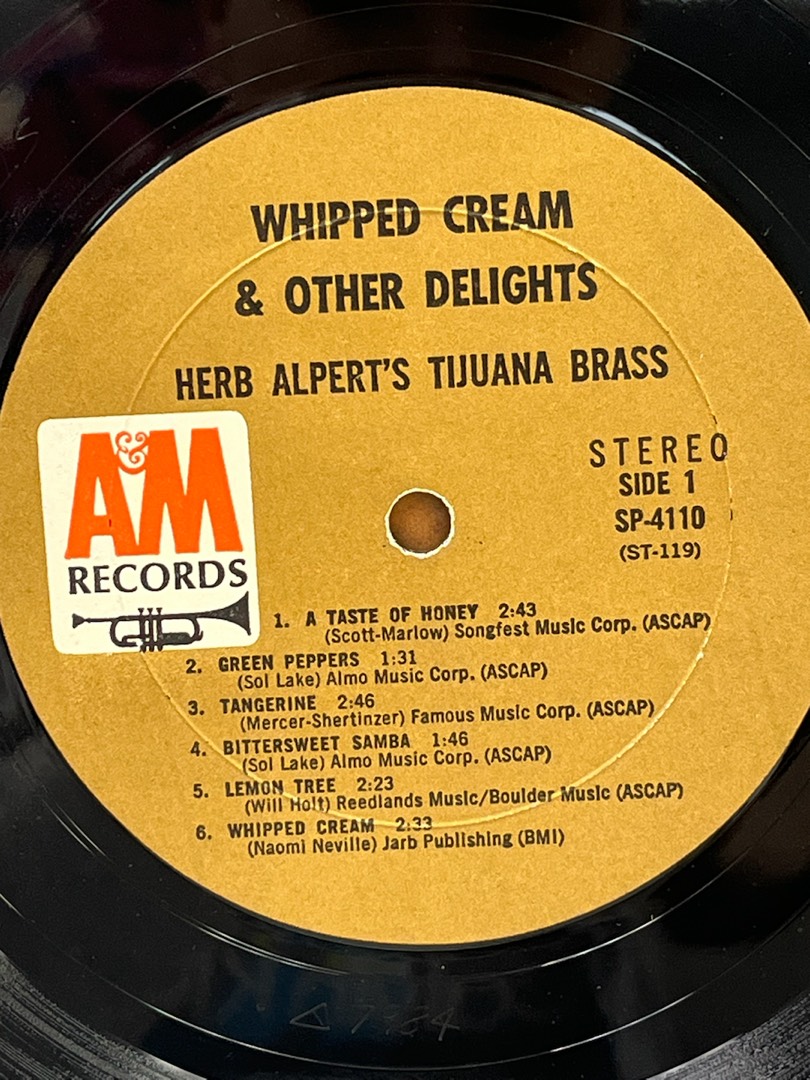 WHIPPED CREAM
& OTHER DELIGHTS
HERB ALPERT'S TIJUANA BRASS
A&M
RECORDS
STEREO
SIDE 1
SP-4110
(ST-119)
1. A TASTE OF HONEY 2:43
(Scott-Marlow) Songfest Music Corp. (ASCAP)
2. GREEN PEPPERS 1:31
(Sol Lake) Almo Music Corp. (ASCAP)
3. TANGERINE 2:46
(Mercer-Shertinzer) Famous Music Corp. (ASCAP)
4. BITTERSWEET SAMBA 1:46
(Sol Lake) Almo Music Corp. (ASCAP)
5. LEMON TREE 2:23
(Will Holt) Reedlands Music/Boulder Music (ASCAP)
6. WHIPPED CREAM 2:33
(Naomi Neville) Jarb Publishing (BMI)